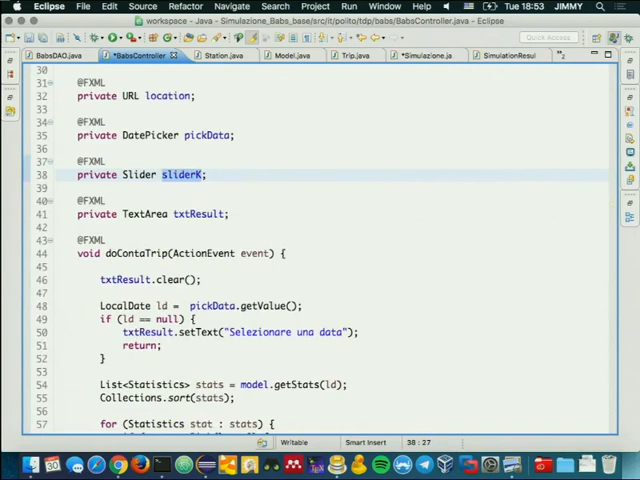 Eclipse File Edit Source Refactor Navigate Search Project Run Window Help Tue 18:53 JIMMY
workspace - Java - Simulazione_Babs_base/src/it/polito/tdp/babs/BabsController.java - Eclipse
Quick Access
BabsDAO.java *BabsController Station.java Model.java Trip.java *Simulazione.ja SimulationResul »2
30
31 @FXML
32 private URL location;
33
34 @FXML
35 private DatePicker pickData;
36
37 @FXML
38 private Slider sliderK;
39
40 @FXML
41 private TextArea txtResult;
42
43 @FXML
44 void doContaTrip(ActionEvent event) {
45
46 txtResult.clear();
47
48 LocalDate ld = pickData.getValue();
49 if (ld == null) {
50 txtResult.setText("Selezionare una data");
51 return;
52 }
53
54 List<Statistics> stats = model.getStats(ld);
55 Collections.sort(stats);
56
57 for (Statistics stat : stats) {
Writable Smart Insert 38 : 27